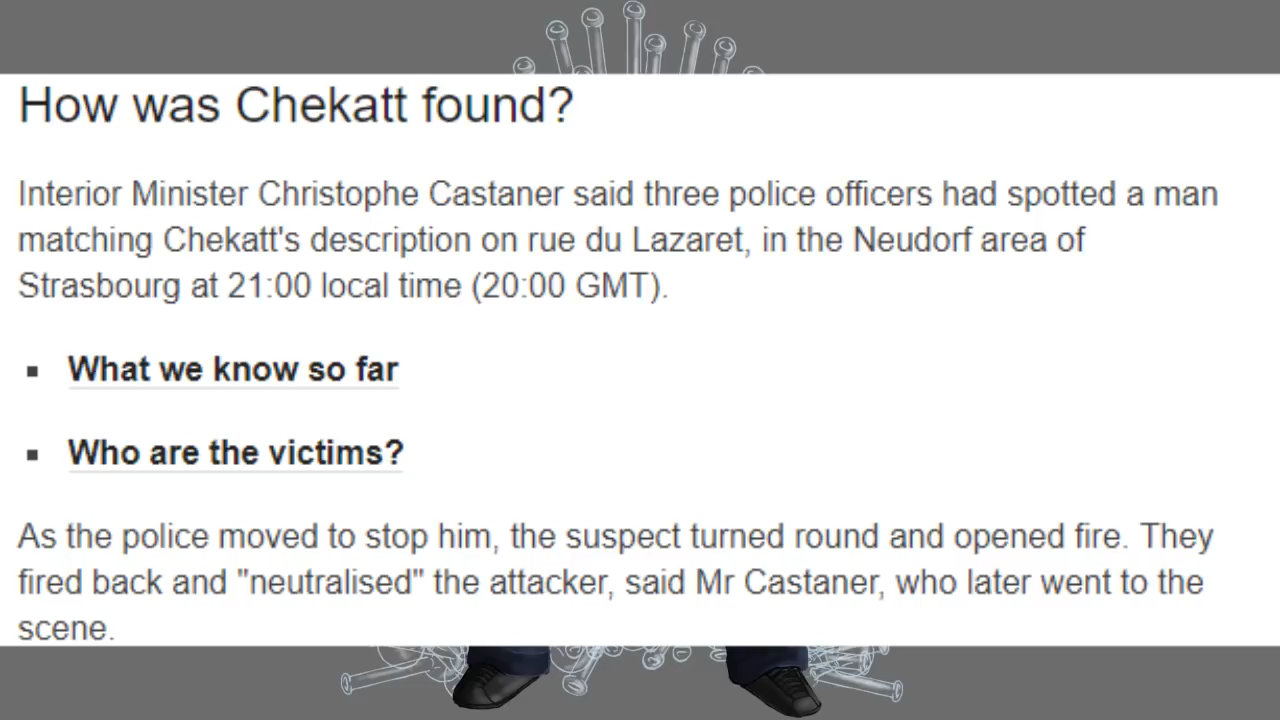 How was Chekatt found?
Interior Minister Christophe Castaner said three police officers had spotted a man
matching Chekatt's description on rue du Lazaret, in the Neudorf area of
Strasbourg at 21:00 local time (20:00 GMT).
What we know so far
Who are the victims?
As the police moved to stop him, the suspect turned round and opened fire. They
fired back and "neutralised" the attacker, said Mr Castaner, who later went to the
scene.